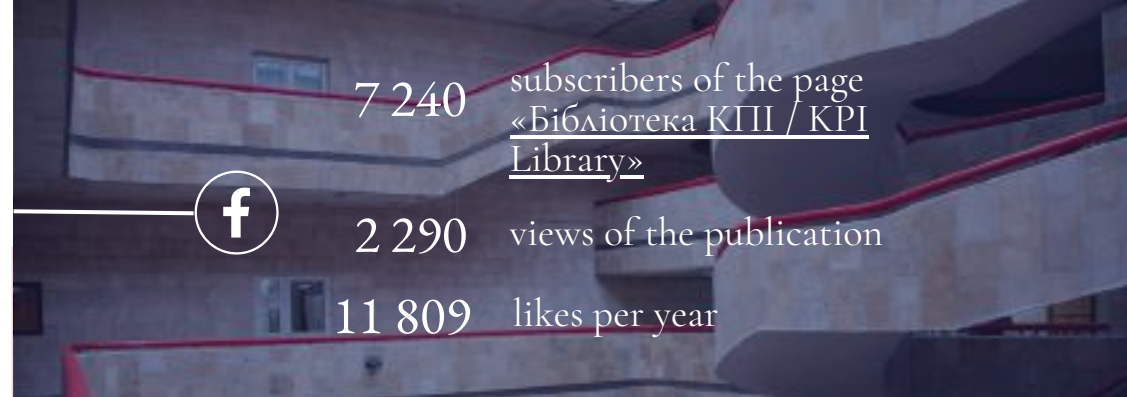 7 240
subscribers of the page
«Бібліотека КПІ / KPI
Library»
2 290
views of the publication
11 809
likes per year